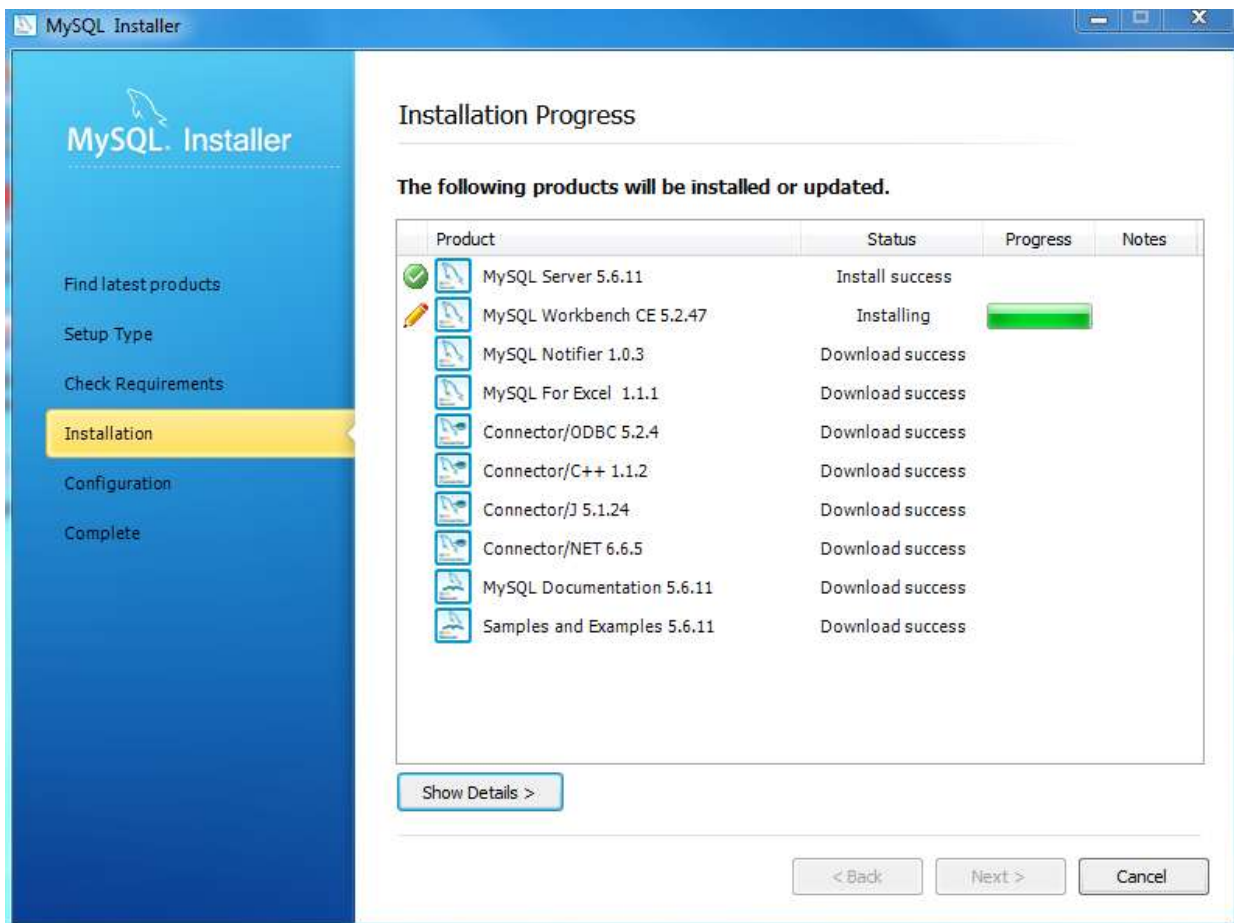 MySQL Installer
MySQL. Installer
Find latest products
Setup Type
Check Requirements
Installation
Configuration
Complete
Installation Progress
The following products will be installed or updated.
Product Status Progress Notes
MySQL Server 5.6.11 Install success
MySQL Workbench CE 5.2.47 Installing
MySQL Notifier 1.0.3 Download success
MySQL For Excel 1.1.1 Download success
Connector/ODBC 5.2.4 Download success
Connector/C++ 1.1.2 Download success
Connector/J 5.1.24 Download success
Connector/NET 6.6.5 Download success
MySQL Documentation 5.6.11 Download success
Samples and Examples 5.6.11 Download success
Show Details >
< Back Next > Cancel